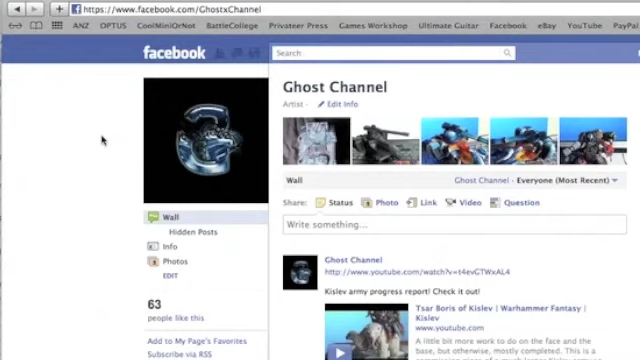 https://www.facebook.com/GhostxChannel
ANZ OPTUS CoolMiniOrNot BattleCollege Privateer Press Games Workshop Ultimate Guitar Facebook eBay YouTube PayPal
facebook
Search
Ghost Channel
Artist · Edit Info
Wall
Ghost Channel · Everyone (Most Recent)
Share: Status Photo Link Video Question
Write something...
Wall
Hidden Posts
Info
Photos
EDIT
63
people like this
Add to My Page's Favorites
Subscribe via RSS
Ghost Channel
http://www.youtube.com/watch?v=t4evGTWxAL4
Kislev army progress report! Check it out!
Tsar Boris of Kislev | Warhammer Fantasy |
Kislev
www.youtube.com
A little bit more work to do on the face and the
base, but otherwise, mostly completed. This is a